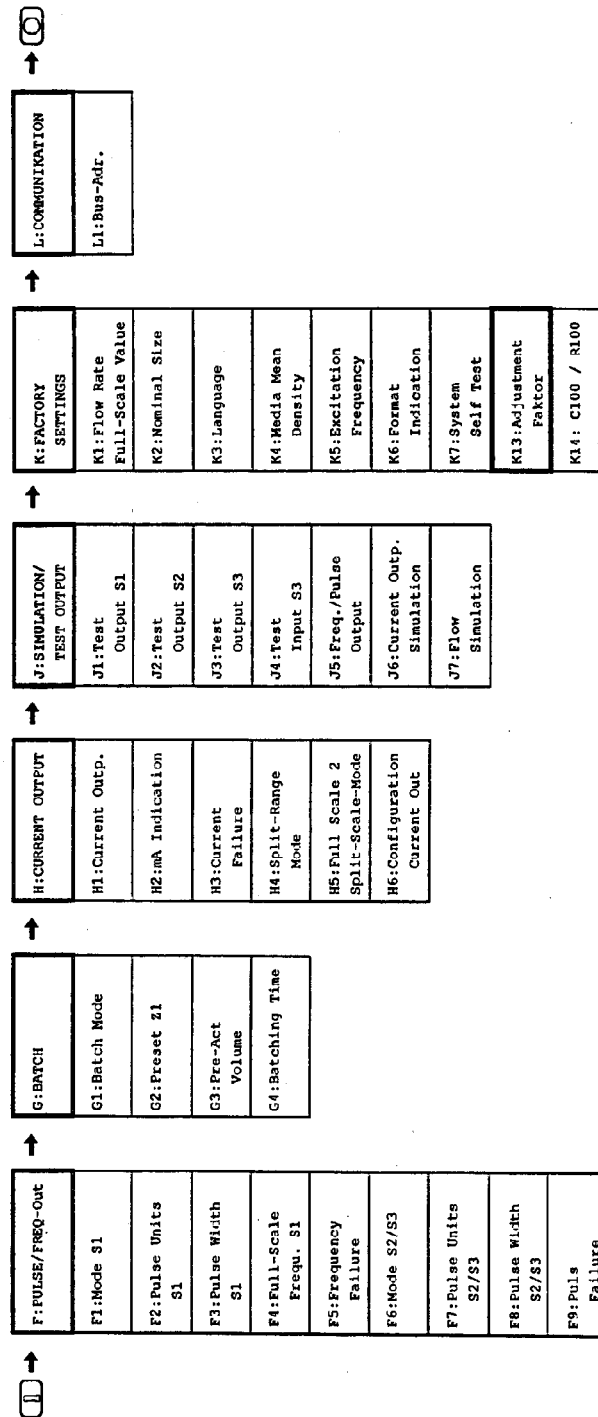 F:PULSE/FREQ-Out
F1:Mode S1
F2:Pulse Units
S1
F3:Pulse Width
S1
F4:Full-Scale
Frequ. S1
F5:Frequency
Failure
F6:Mode S2/S3
F7:Pulse Units
S2/S3
F8:Pulse Width
S2/S3
F9:Puls
Failure
G:BATCH
G1:Batch Mode
G2:Preset Z1
G3:Pre-Act
Volume
G4:Batching Time
H:CURRENT OUTPUT
H1:Current Outp.
H2:mA Indication
H3:Current
Failure
H4:Split-Range
Mode
H5:Full Scale 2
Split-Scale-Mode
H6:Configuration
Current Out
J:SIMULATION/
TEST OUTPUT
J1:Test
Output S1
J2:Test
Output S2
J3:Test
Output S3
J4:Test
Input S3
J5:Freq./Pulse
Output
J6:Current Outp.
Simulation
J7:Flow
Simulation
K:FACTORY
SETTINGS
K1:Flow Rate
Full-Scale Value
K2:Nominal Size
K3:Language
K4:Media Mean
Density
K5:Excitation
Frequency
K6:Format
Indication
K7:System
Self Test
K13:Adjustment
Faktor
K14: C100 / R100
L:COMMUNIKATION
L1:Bus-Adr.